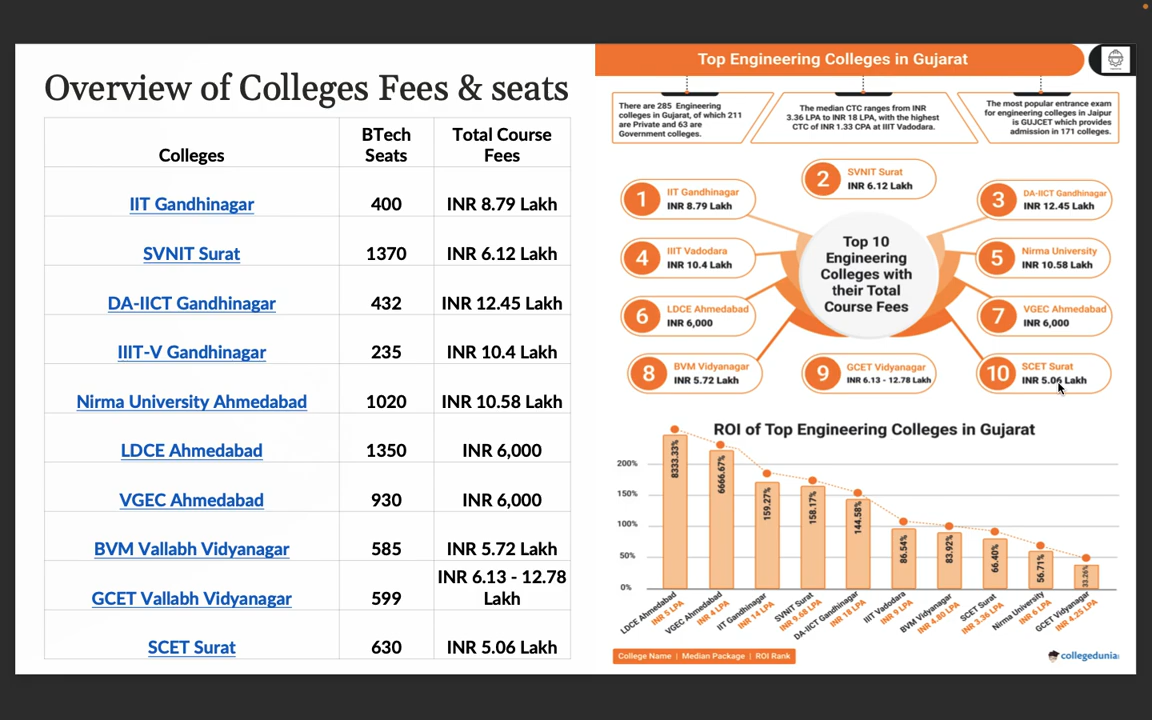 Overview of Colleges Fees & seats
Colleges
BTech
Seats
Total Course
Fees
IIT Gandhinagar
400
INR 8.79 Lakh
SVNIT Surat
1370
INR 6.12 Lakh
DA-IICT Gandhinagar
432
INR 12.45 Lakh
IIIT-V Gandhinagar
235
INR 10.4 Lakh
Nirma University Ahmedabad
1020
INR 10.58 Lakh
LDCE Ahmedabad
1350
INR 6,000
VGEC Ahmedabad
930
INR 6,000
BVM Vallabh Vidyanagar
585
INR 5.72 Lakh
GCET Vallabh Vidyanagar
599
INR 6.13 - 12.78
Lakh
SCET Surat
630
INR 5.06 Lakh
Top Engineering Colleges in Gujarat
There are 285 Engineering
colleges in Gujarat, of which 211
are Private and 63 are
Government colleges.
The median CTC ranges from INR
3.36 LPA to INR 18 LPA, with the highest
CTC of INR 1.33 CPA at IIIT Vadodara.
The most popular entrance exam
for engineering colleges in Jaipur
is GUJCET which provides
admission in 171 colleges.
1
IIT Gandhinagar
INR 8.79 Lakh
2
SVNIT Surat
INR 6.12 Lakh
3
DA-IICT Gandhinagar
INR 12.45 Lakh
4
IIIT Vadodara
INR 10.4 Lakh
5
Nirma University
INR 10.58 Lakh
6
LDCE Ahmedabad
INR 6,000
7
VGEC Ahmedabad
INR 6,000
8
BVM Vidyanagar
INR 5.72 Lakh
9
GCET Vidyanagar
INR 6.13 - 12.78 Lakh
10
SCET Surat
INR 5.06 Lakh
Top 10
Engineering
Colleges with
their Total
Course Fees
ROI of Top Engineering Colleges in Gujarat
200%
150%
100%
50%
0%
8333.33%
6666.67%
159.27%
158.17%
144.58%
86.54%
83.92%
66.40%
56.71%
33.26%
LDCE Ahmedabad
INR 5 LPA
VGEC Ahmedabad
INR 4 LPA
IIT Gandhinagar
INR 14 LPA
SVNIT Surat
INR 9.68 LPA
DA-IICT Gandhinagar
INR 18 LPA
IIT Vadodara
INR 9 LPA
BVM Vidyanagar
INR 4.80 LPA
SCET Surat
INR 3.36 LPA
Nirma University
INR 6 LPA
GCET Vidyanagar
INR 4.25 LPA
College Name | Median Package | ROI Rank
collegedunia